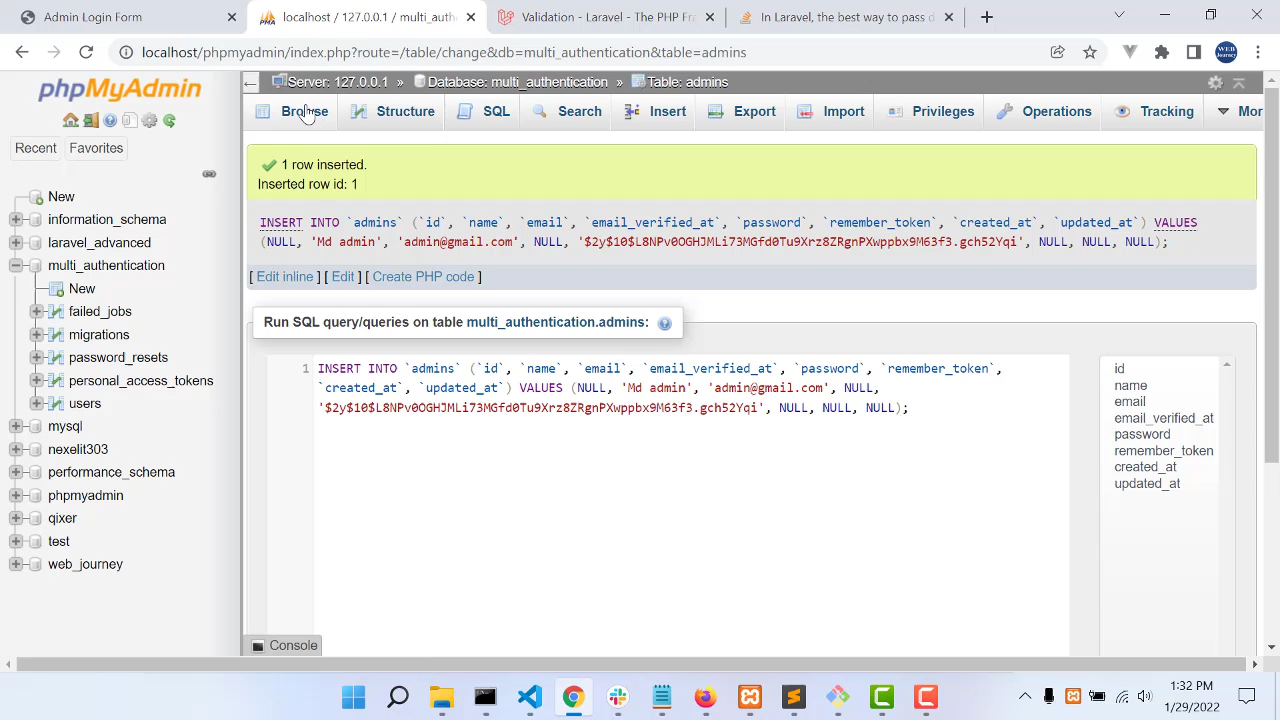 Admin Login Form
localhost / 127.0.0.1 / multi_auth
Validation - Laravel - The PHP Fr
In Laravel, the best way to pass d
localhost/phpmyadmin/index.php?route=/table/change&db=multi_authentication&table=admins
WEB
Journey
phpMyAdmin
Recent
Favorites
New
information_schema
laravel_advanced
multi_authentication
New
failed_jobs
migrations
password_resets
personal_access_tokens
users
mysql
nexelit303
performance_schema
phpmyadmin
qixer
test
web_journey
Server: 127.0.0.1 » Database: multi_authentication » Table: admins
Browse Structure SQL Search Insert Export Import Privileges Operations Tracking Mor
1 row inserted.
Inserted row id: 1
INSERT INTO `admins` (`id`, `name`, `email`, `email_verified_at`, `password`, `remember_token`, `created_at`, `updated_at`) VALUES
(NULL, 'Md admin', 'admin@gmail.com', NULL, '$2y$10$L8NPv0OGHJMLi73MGfd0Tu9Xrz8ZRgnPXwppbx9M63f3.gch52Yqi', NULL, NULL, NULL);
[ Edit inline ] [ Edit ] [ Create PHP code ]
Run SQL query/queries on table multi_authentication.admins:
1 INSERT INTO `admins` (`id`, `name`, `email`, `email_verified_at`, `password`, `remember_token`,
`created_at`, `updated_at`) VALUES (NULL, 'Md admin', 'admin@gmail.com', NULL,
'$2y$10$L8NPv0OGHJMLi73MGfd0Tu9Xrz8ZRgnPXwppbx9M63f3.gch52Yqi', NULL, NULL, NULL);
id
name
email
email_verified_at
password
remember_token
created_at
updated_at
Console
1:32 PM
1/29/2022